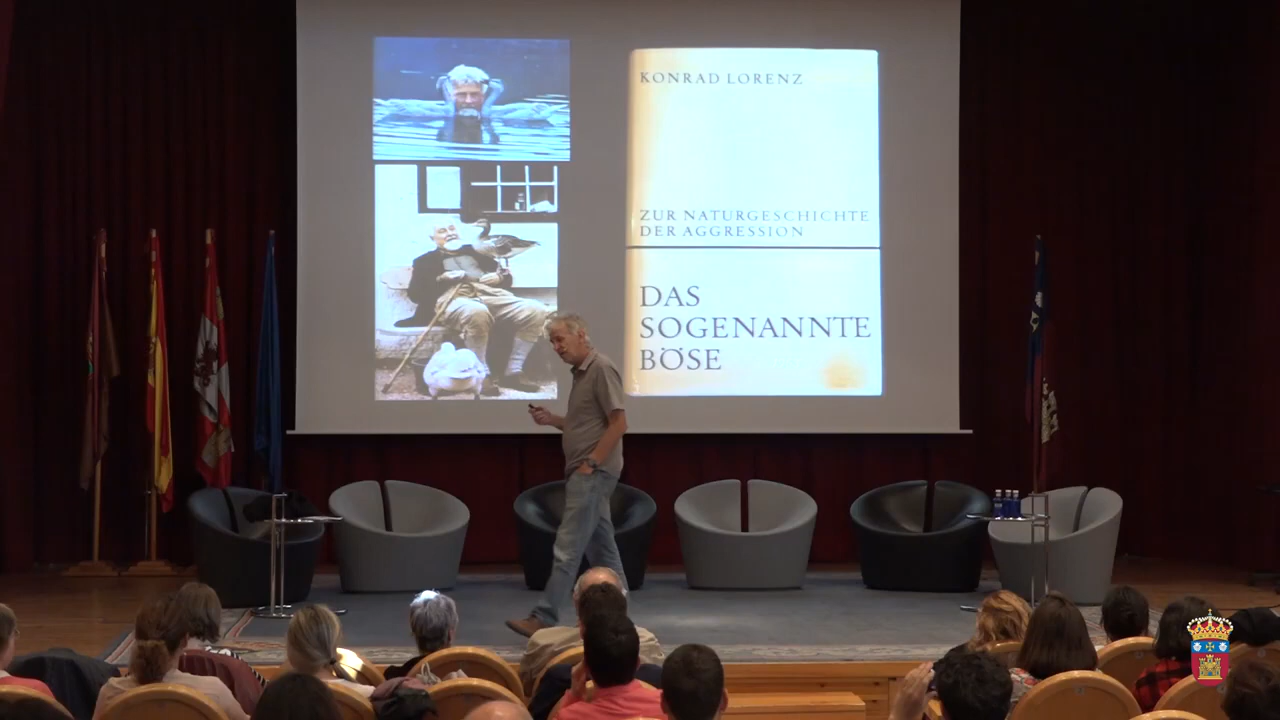 KONRAD LORENZ
ZUR NATURGESCHICHTE
DER AGGRESSION
DAS
SOGENANNTE
BÖSE